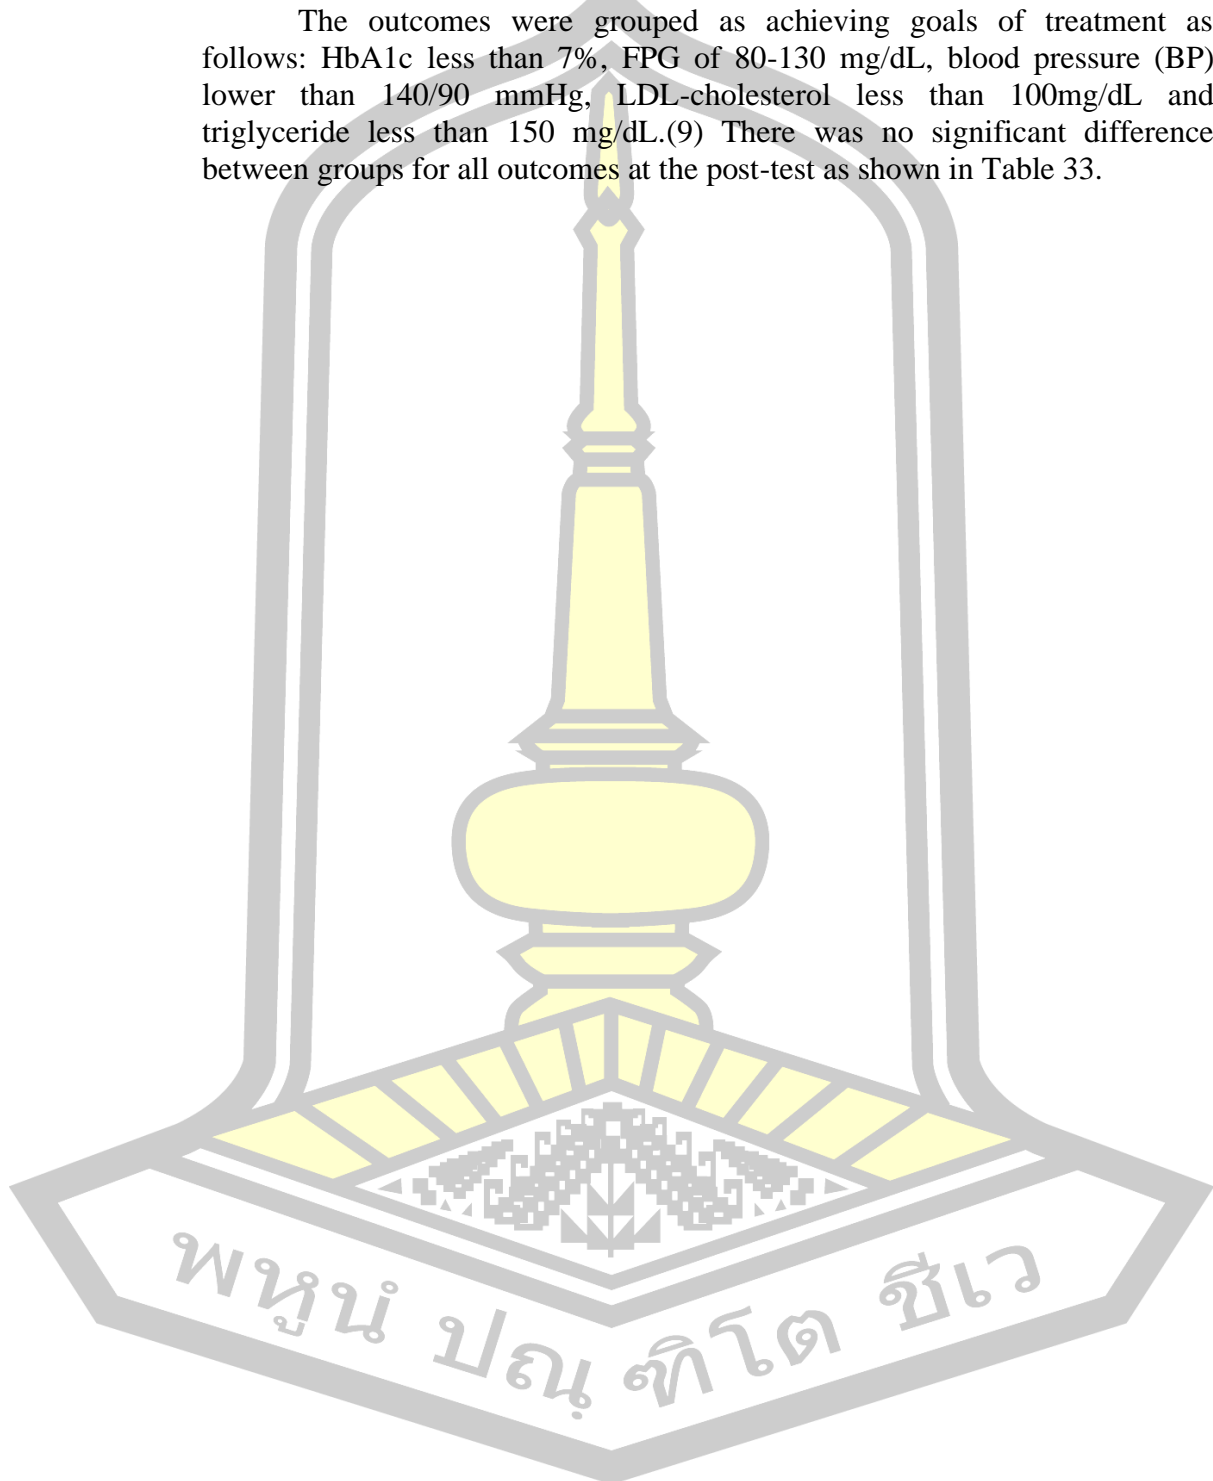 The outcomes were grouped as achieving goals of treatment as
follows: HbA1c less than 7%, FPG of 80-130 mg/dL, blood pressure (BP)
lower than 140/90 mmHg, LDL-cholesterol less than 100mg/dL and
triglyceride less than 150 mg/dL.(9) There was no significant difference
between groups for all outcomes at the post-test as shown in Table 33.
พหูนํ ปณฺฑิโต ชีเว